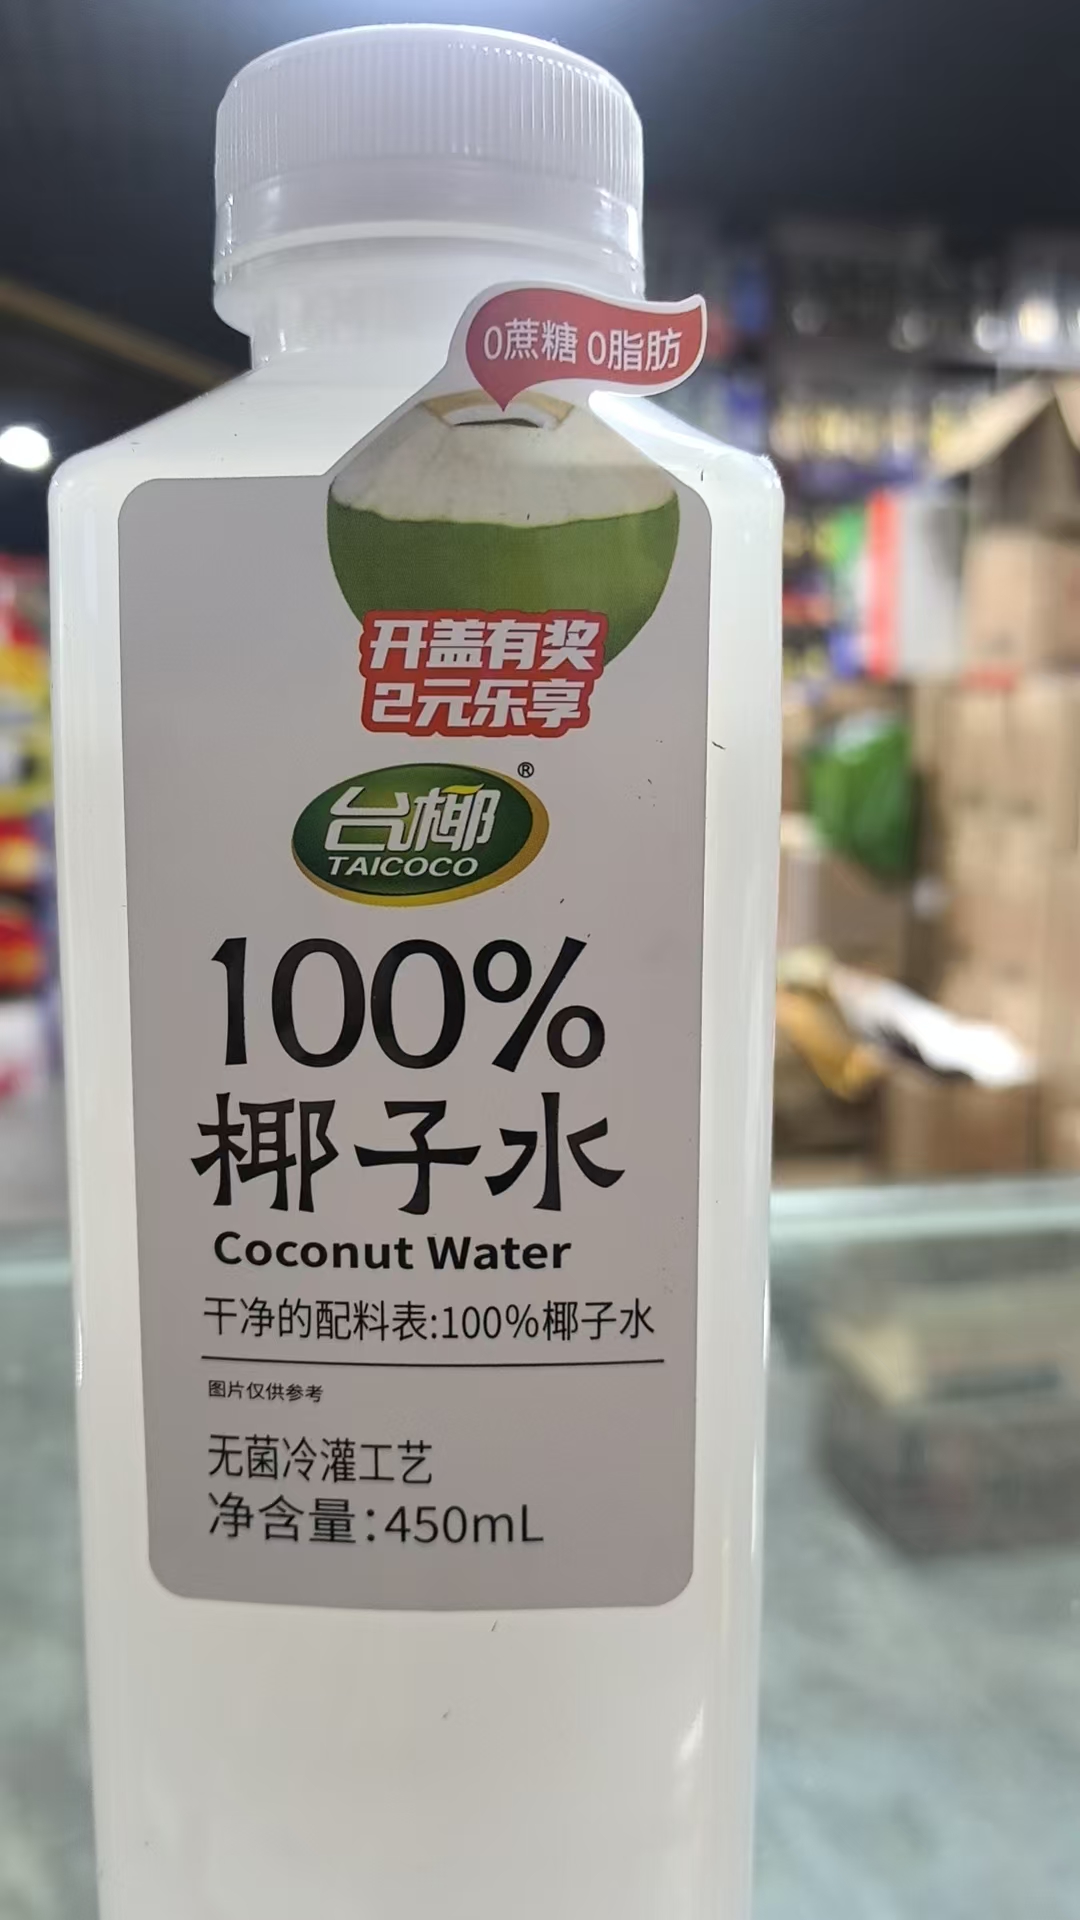 0蔗糖 0脂肪
开盖有奖
2元乐享
台椰®
TAICOCO
100%
椰子水
Coconut Water
干净的配料表:100%椰子水
图片仅供参考
无菌冷灌工艺
净含量:450mL